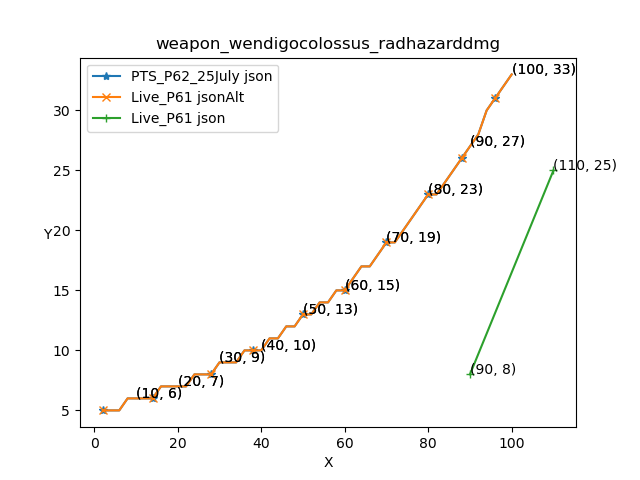 weapon_wendigocolossus_radhazarddmg
PTS_P62_25July json
Live_P61 jsonAlt
Live_P61 json
(100, 33)
(90, 27)
(110, 25)
(80, 23)
(70, 19)
(60, 15)
(50, 13)
(40, 10)
(30, 9)
(90, 8)
(20, 7)
(10, 6)
30
25
20
15
10
5
Y
0 20 40 60 80 100
X